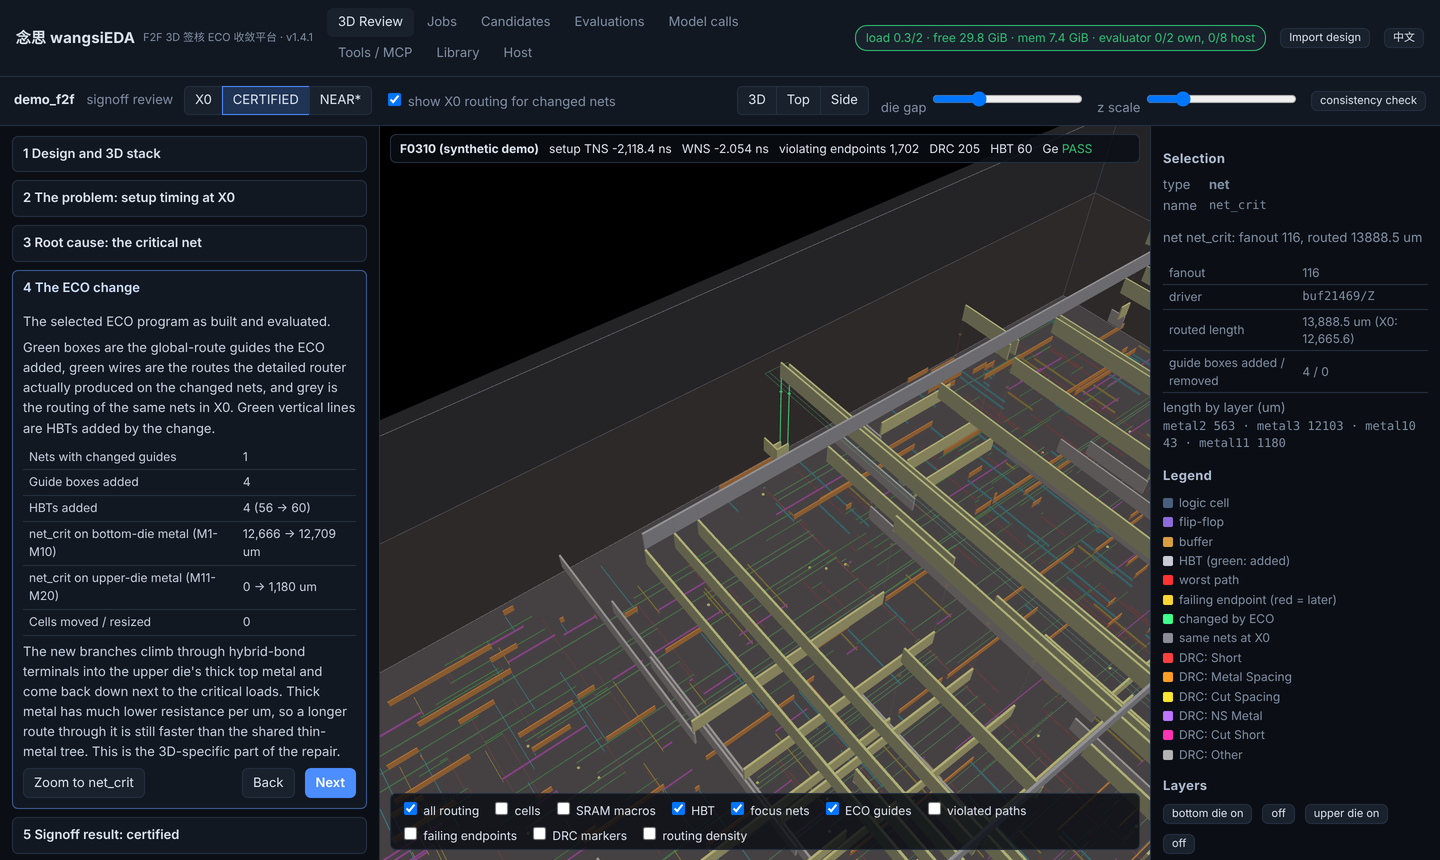 念思 wangsiEDA F2F 3D 签核 ECO 收敛平台 · v1.4.1
3D Review Jobs Candidates Evaluations Model calls
Tools / MCP Library Host
load 0.3/2 · free 29.8 GiB · mem 7.4 GiB · evaluator 0/2 own, 0/8 host
Import design
中文
demo_f2f signoff review X0 CERTIFIED NEAR* show X0 routing for changed nets 3D Top Side die gap z scale consistency check
1 Design and 3D stack
2 The problem: setup timing at X0
3 Root cause: the critical net
4 The ECO change
The selected ECO program as built and evaluated.
Green boxes are the global-route guides the ECO
added, green wires are the routes the detailed router
actually produced on the changed nets, and grey is
the routing of the same nets in X0. Green vertical lines
are HBTs added by the change.
Nets with changed guides 1
Guide boxes added 4
HBTs added 4 (56 → 60)
net_crit on bottom-die metal (M1-
M10)
12,666 → 12,709
um
net_crit on upper-die metal (M11-
M20)
0 → 1,180 um
Cells moved / resized 0
The new branches climb through hybrid-bond
terminals into the upper die's thick top metal and
come back down next to the critical loads. Thick
metal has much lower resistance per um, so a longer
route through it is still faster than the shared thin-
metal tree. This is the 3D-specific part of the repair.
Zoom to net_crit Back Next
5 Signoff result: certified
F0310 (synthetic demo) setup TNS -2,118.4 ns WNS -2.054 ns violating endpoints 1,702 DRC 205 HBT 60 Ge PASS
all routing cells SRAM macros HBT focus nets ECO guides violated paths
failing endpoints DRC markers routing density
Selection
type net
name net_crit
net net_crit: fanout 116, routed 13888.5 um
fanout 116
driver buf21469/Z
routed length
13,888.5 um (X0:
12,665.6)
guide boxes added /
removed
4 / 0
length by layer (um)
metal2 563 · metal3 12103 · metal10
43 · metal11 1180
Legend
logic cell
flip-flop
buffer
HBT (green: added)
worst path
failing endpoint (red = later)
changed by ECO
same nets at X0
DRC: Short
DRC: Metal Spacing
DRC: Cut Spacing
DRC: NS Metal
DRC: Cut Short
DRC: Other
Layers
bottom die on off upper die on
off